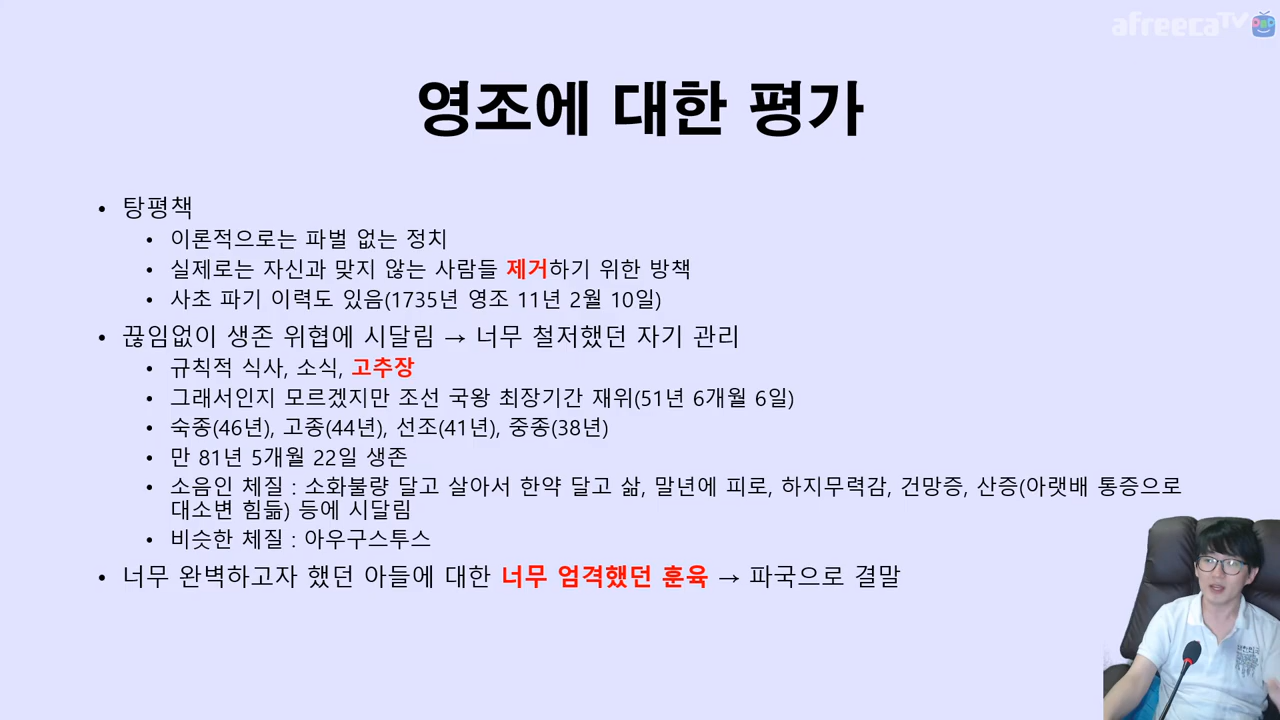 afreecaTV
영조에 대한 평가
• 탕평책
• 이론적으로는 파벌 없는 정치
• 실제로는 자신과 맞지 않는 사람들 제거하기 위한 방책
• 사초 파기 이력도 있음(1735년 영조 11년 2월 10일)
• 끊임없이 생존 위협에 시달림 → 너무 철저했던 자기 관리
• 규칙적 식사, 소식, 고추장
• 그래서인지 모르겠지만 조선 국왕 최장기간 재위(51년 6개월 6일)
• 숙종(46년), 고종(44년), 선조(41년), 중종(38년)
• 만 81년 5개월 22일 생존
• 소음인 체질 : 소화불량 달고 살아서 한약 달고 삶, 말년에 피로, 하지무력감, 건망증, 산증(아랫배 통증으로
대소변 힘듦) 등에 시달림
• 비슷한 체질 : 아우구스투스
• 너무 완벽하고자 했던 아들에 대한 너무 엄격했던 훈육 → 파국으로 결말